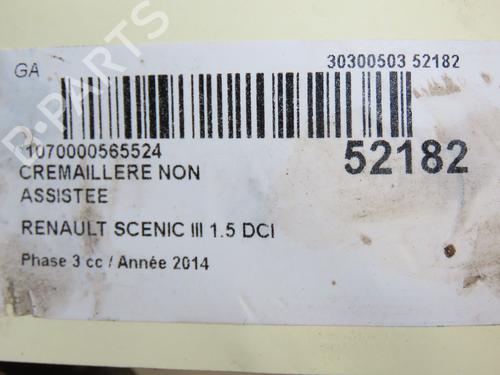 GA
30300503 52182
1070000565524
52182
CREMAILLERE NON
ASSISTEE
RENAULT SCENIC III 1.5 DCI
Phase 3 cc / Année 2014
B-PARTS